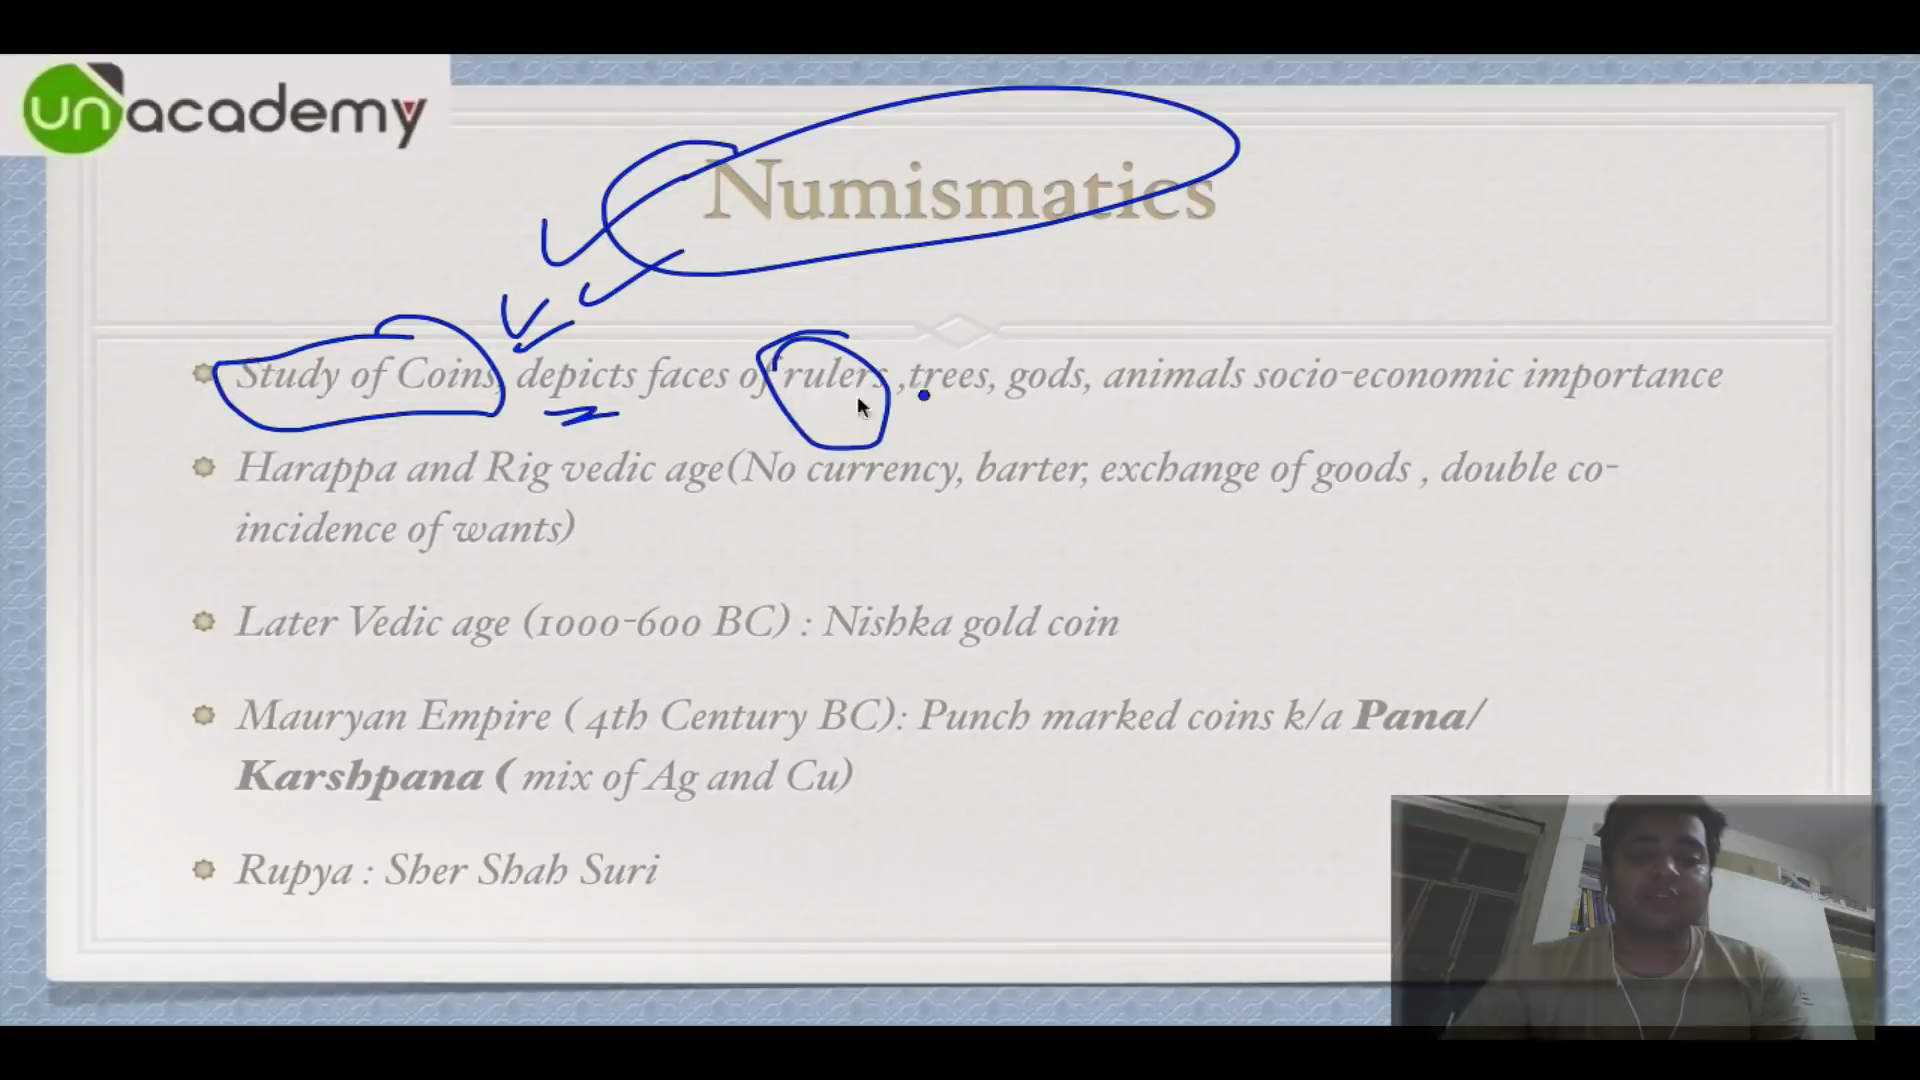 unacademy
Numismatics
Study of Coins, depicts faces of rulers ,trees, gods, animals socio-economic importance
Harappa and Rig vedic age(No currency, barter, exchange of goods , double co-
incidence of wants)
Later Vedic age (1000-600 BC) : Nishka gold coin
Mauryan Empire (4th Century BC): Punch marked coins k/a Pana/
Karshpana ( mix of Ag and Cu)
Rupya : Sher Shah Suri